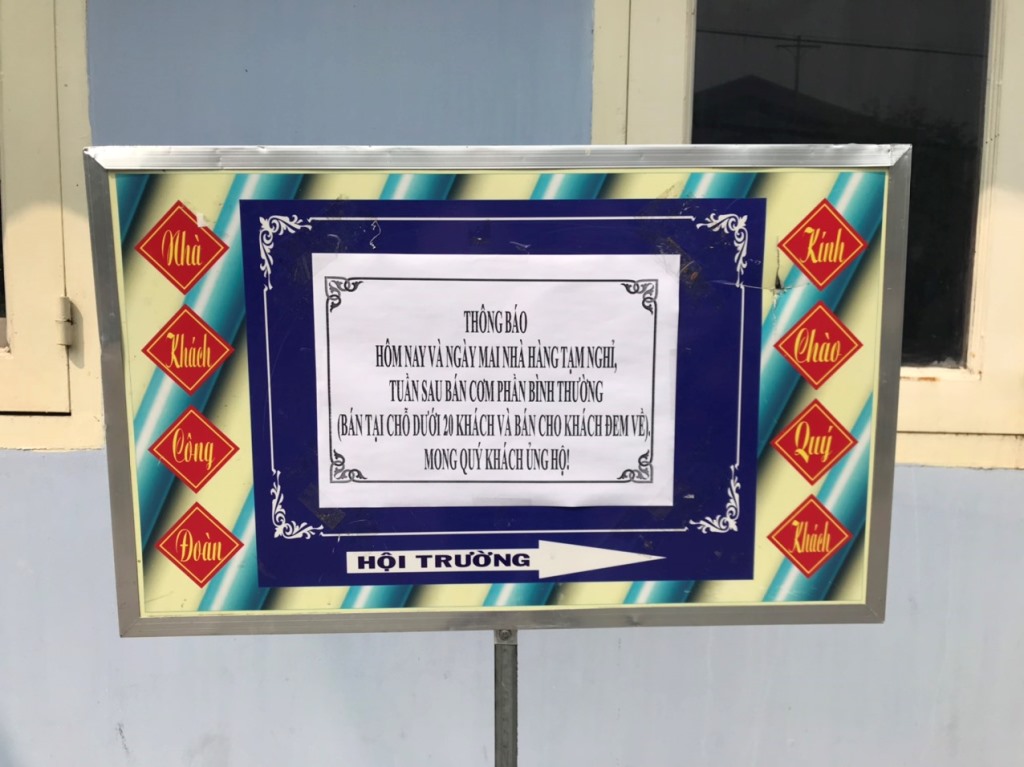 Nhà
Khách
Công
Đoàn
THÔNG BÁO
HÔM NAY VÀ NGÀY MAI NHÀ HÀNG TẠM NGHỈ,
TUẦN SAU BÁN CƠM PHẦN BÌNH THƯỜNG
(BÁN TẠI CHỖ DƯỚI 20 KHÁCH VÀ BÁN CHO KHÁCH ĐEM VỀ).
MONG QUÝ KHÁCH ỦNG HỘ!
HỘI TRƯỜNG
Kính
Chào
Quý
Khách